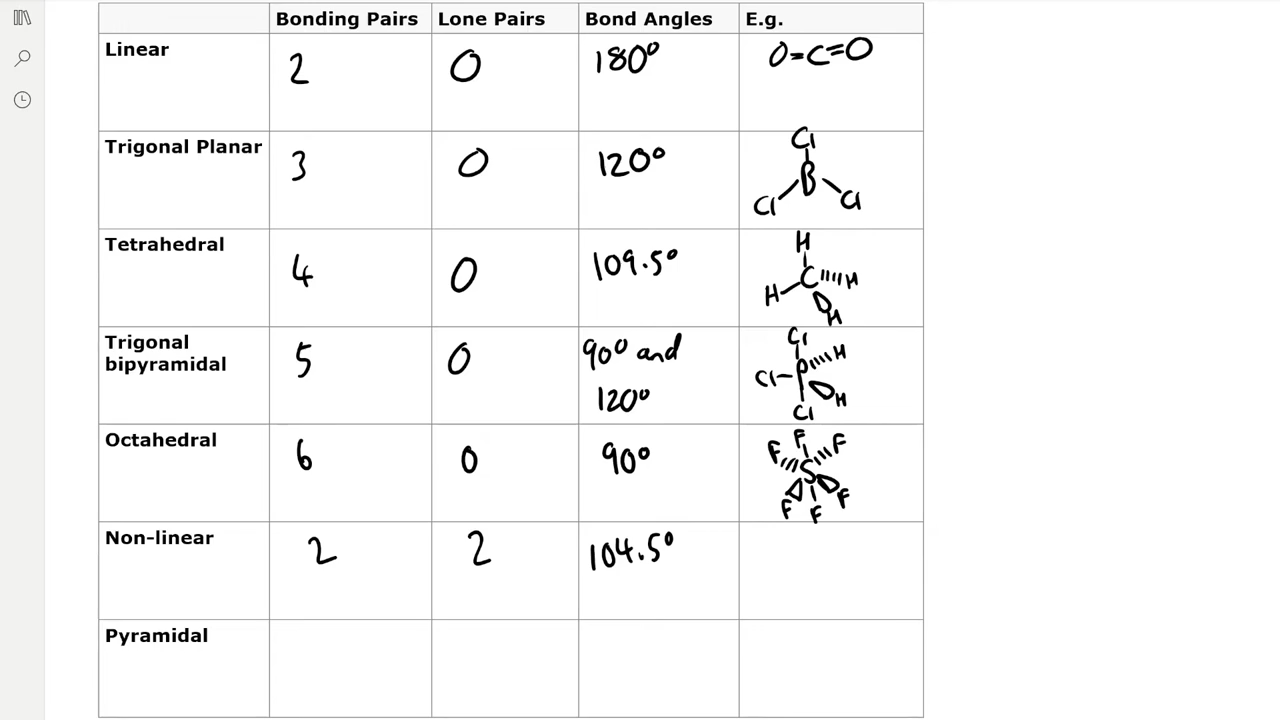 Bonding Pairs Lone Pairs Bond Angles E.g.
Linear 2 0 180° O=C=O
Trigonal Planar 3 0 120°
Cl
B
Cl Cl
Tetrahedral 4 0 109.5°
H
C H
H
H
Trigonal bipyramidal 5 0 90° and 120°
Cl
H
Cl P
H
Cl
Octahedral 6 0 90°
F F F
S
F F F
Non-linear 2 2 104.5°
Pyramidal